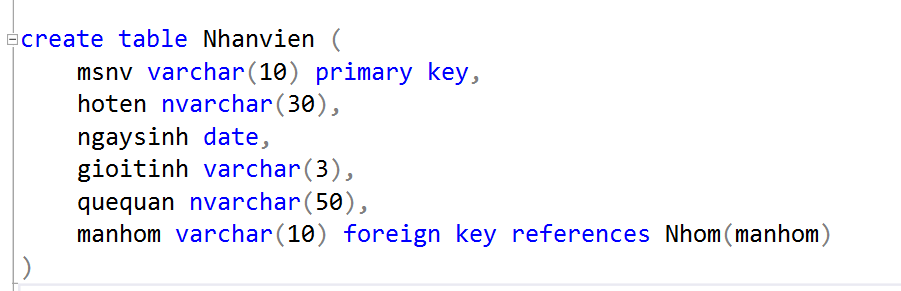 create table Nhanvien (
msnv varchar(10) primary key,
hoten nvarchar(30),
ngaysinh date,
gioitinh varchar(3),
quequan nvarchar(50),
manhom varchar(10) foreign key references Nhom(manhom)
)